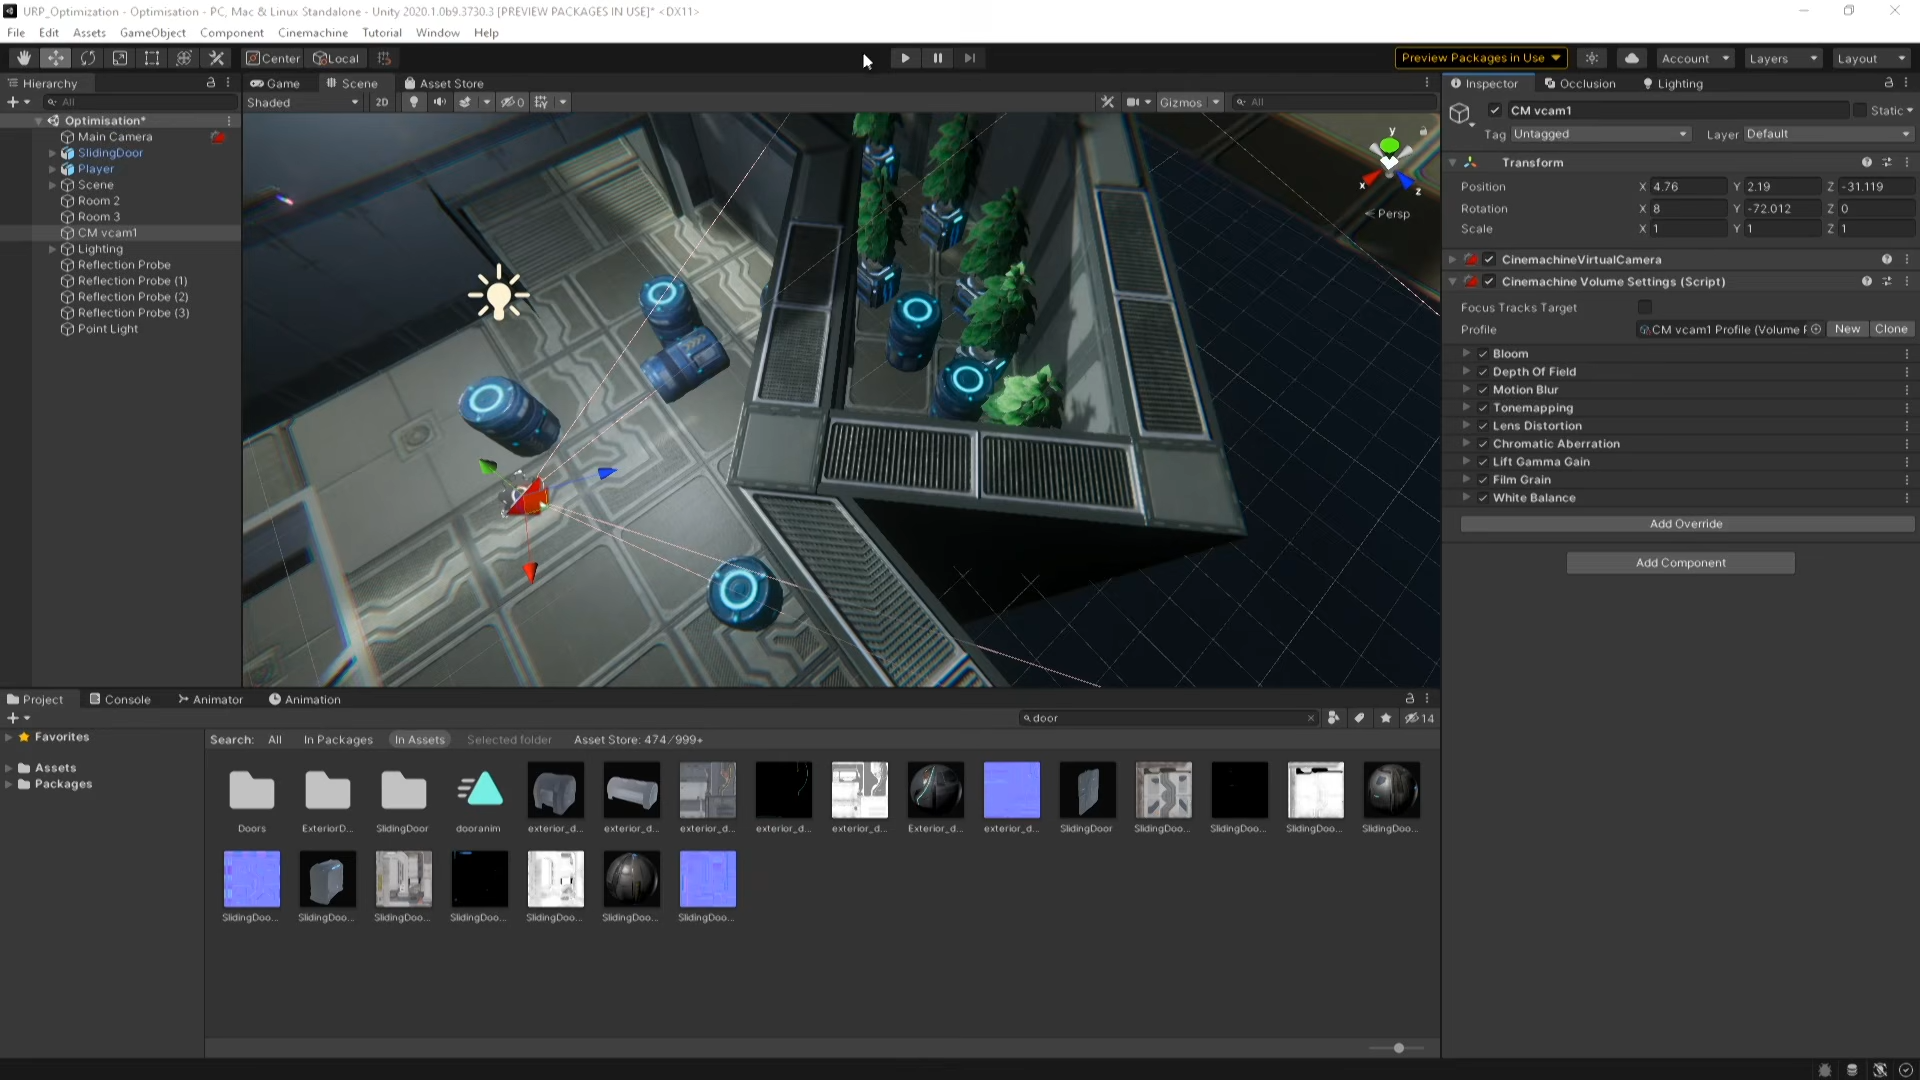 URP_Optimization - Optimisation - PC, Mac & Linux Standalone - Unity 2020.1.0b9.3730.3 [PREVIEW PACKAGES IN USE]* <DX11>
File Edit Assets GameObject Component Cinemachine Tutorial Window Help
Center Local Preview Packages in Use Account Layers Layout
Hierarchy
All
Optimisation*
Main Camera
SlidingDoor
Player
Scene
Room 2
Room 3
CM vcam1
Lighting
Reflection Probe
Reflection Probe (1)
Reflection Probe (2)
Reflection Probe (3)
Point Light
Game Scene Asset Store
Shaded 2D 0 Gizmos All
y
x z
Persp
Inspector Occlusion Lighting
CM vcam1 Static
Tag Untagged Layer Default
Transform
Position X 4.76 Y 2.19 Z -31.119
Rotation X 8 Y -72.012 Z 0
Scale X 1 Y 1 Z 1
CinemachineVirtualCamera
Cinemachine Volume Settings (Script)
Focus Tracks Target
Profile CM vcam1 Profile (Volume P New Clone
Bloom
Depth Of Field
Motion Blur
Tonemapping
Lens Distortion
Chromatic Aberration
Lift Gamma Gain
Film Grain
White Balance
Add Override
Add Component
Project Console Animator Animation
door 14
Favorites
Assets
Packages
Search: All In Packages In Assets Selected folder Asset Store: 474/999+
Doors ExteriorD... SlidingDoor dooranim exterior_d... exterior_d... exterior_d... exterior_d... exterior_d... Exterior_d... exterior_d... SlidingDoor SlidingDoo... SlidingDoo... SlidingDoo... SlidingDoo...
SlidingDoo... SlidingDoo... SlidingDoo... SlidingDoo... SlidingDoo... SlidingDoo... SlidingDoo...